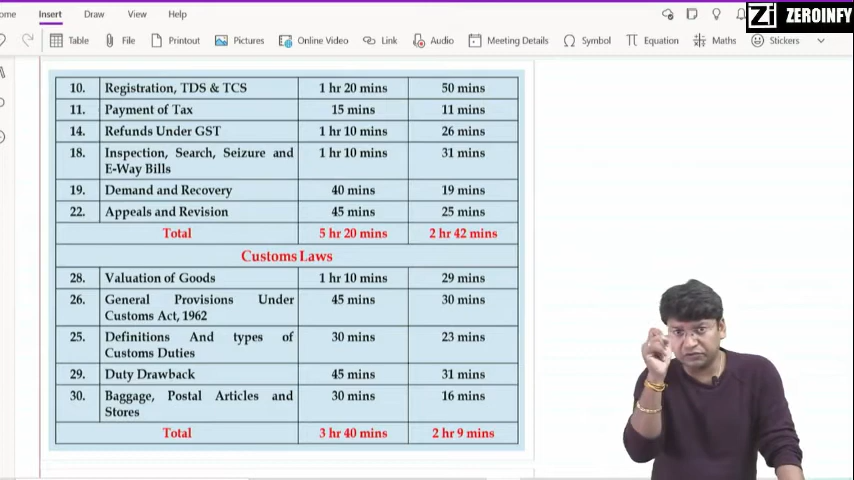 ome Insert Draw View Help
Zi ZEROINFY
Table File Printout Pictures Online Video Link Audio Meeting Details Symbol Equation Maths Stickers
10. Registration, TDS & TCS 1 hr 20 mins 50 mins
11. Payment of Tax 15 mins 11 mins
14. Refunds Under GST 1 hr 10 mins 26 mins
18. Inspection, Search, Seizure and 1 hr 10 mins 31 mins
E-Way Bills
19. Demand and Recovery 40 mins 19 mins
22. Appeals and Revision 45 mins 25 mins
Total 5 hr 20 mins 2 hr 42 mins
Customs Laws
28. Valuation of Goods 1 hr 10 mins 29 mins
26. General Provisions Under 45 mins 30 mins
Customs Act, 1962
25. Definitions And types of 30 mins 23 mins
Customs Duties
29. Duty Drawback 45 mins 31 mins
30. Baggage, Postal Articles and 30 mins 16 mins
Stores
Total 3 hr 40 mins 2 hr 9 mins